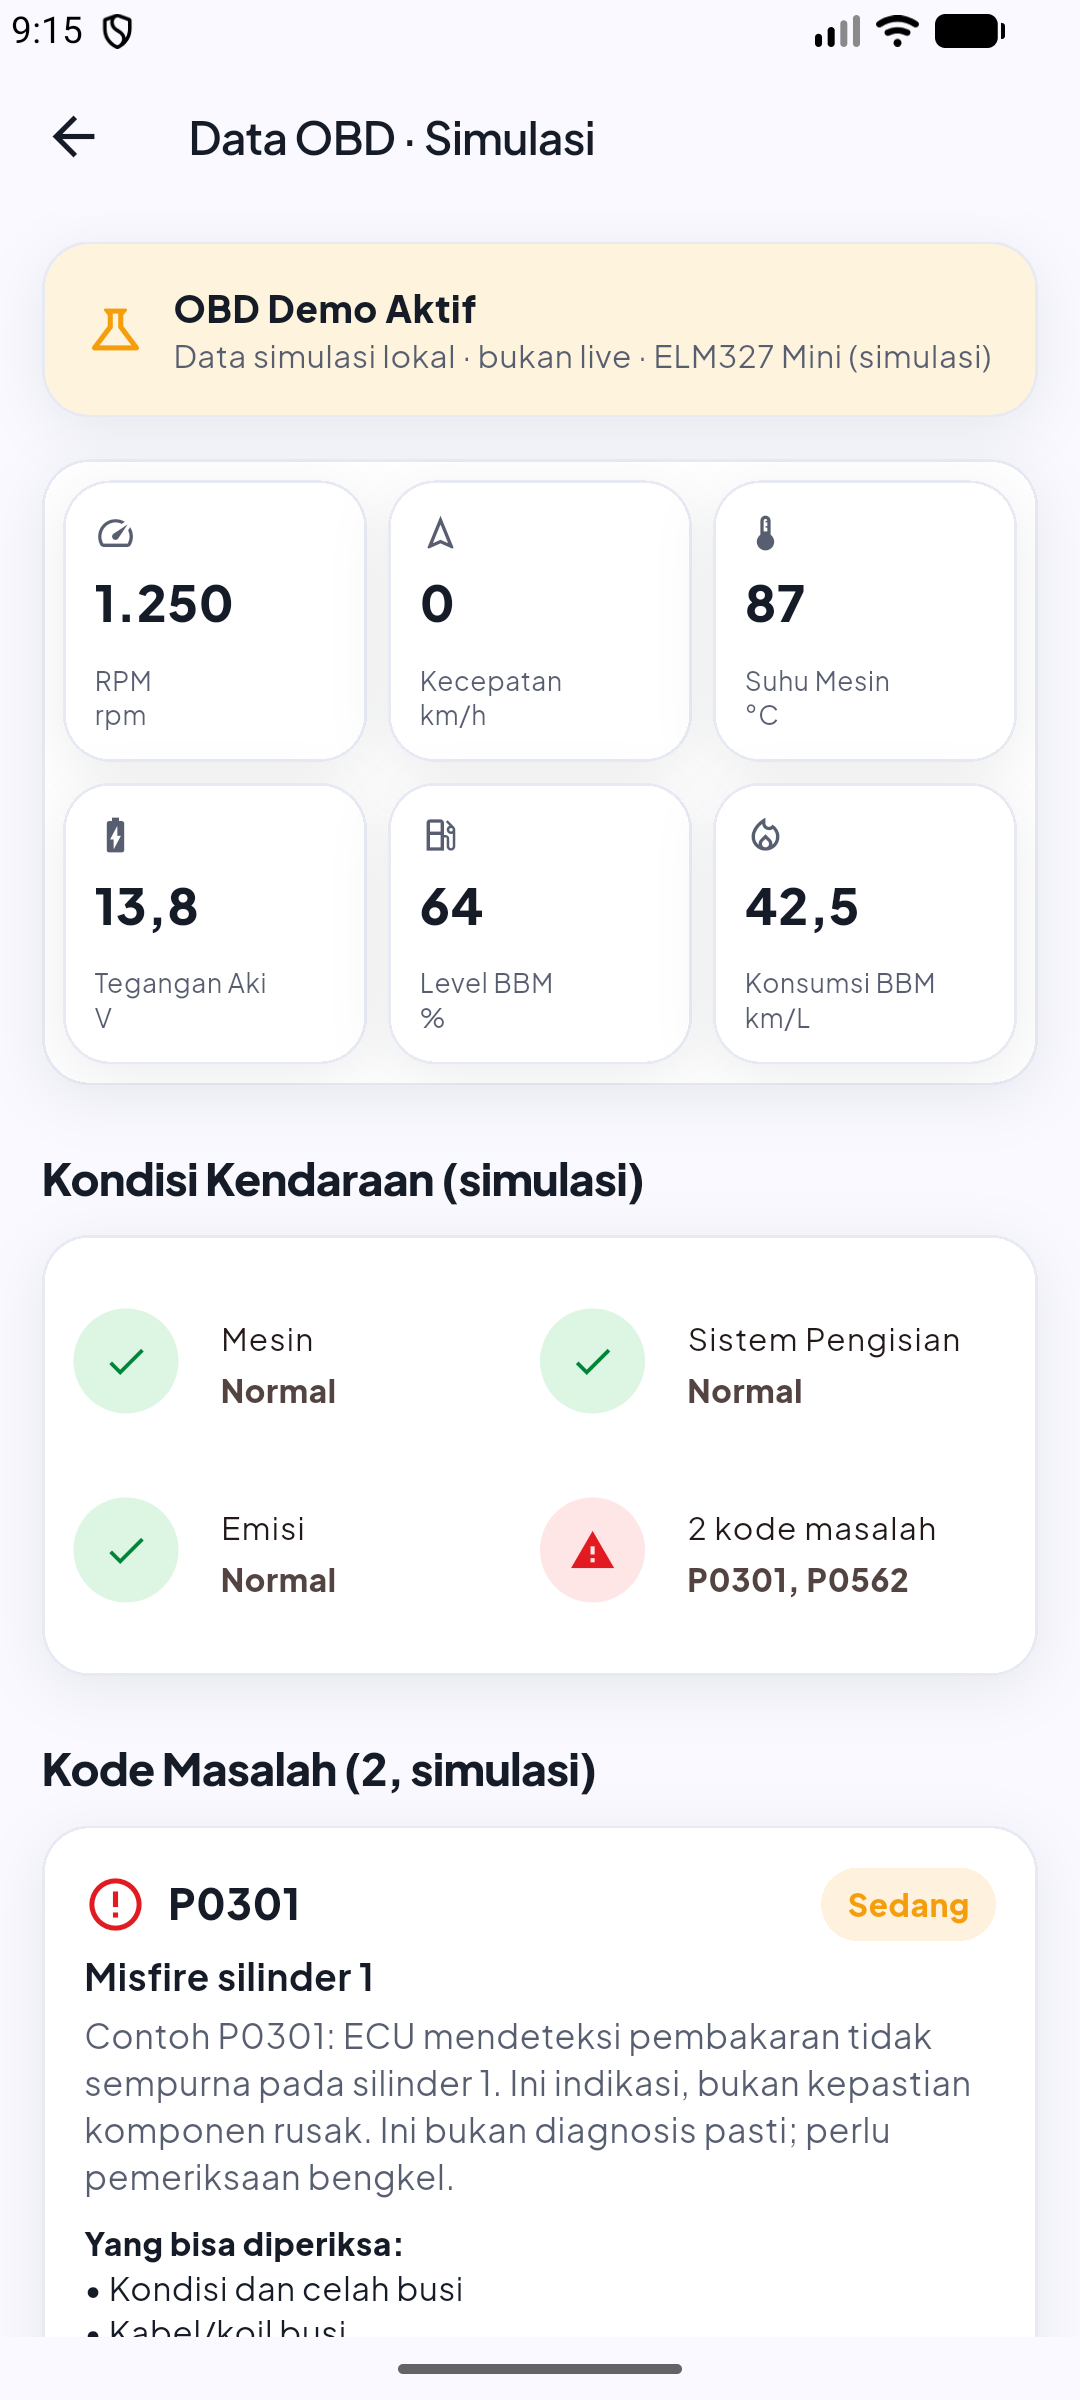 9:15
Data OBD · Simulasi
OBD Demo Aktif
Data simulasi lokal · bukan live · ELM327 Mini (simulasi)
1.250
RPM
rpm
0
Kecepatan
km/h
87
Suhu Mesin
°C
13,8
Tegangan Aki
V
64
Level BBM
%
42,5
Konsumsi BBM
km/L
Kondisi Kendaraan (simulasi)
Mesin
Normal
Sistem Pengisian
Normal
Emisi
Normal
2 kode masalah
P0301, P0562
Kode Masalah (2, simulasi)
P0301
Sedang
Misfire silinder 1
Contoh P0301: ECU mendeteksi pembakaran tidak
sempurna pada silinder 1. Ini indikasi, bukan kepastian
komponen rusak. Ini bukan diagnosis pasti; perlu
pemeriksaan bengkel.
Yang bisa diperiksa:
• Kondisi dan celah busi
• Kabel/koil busi